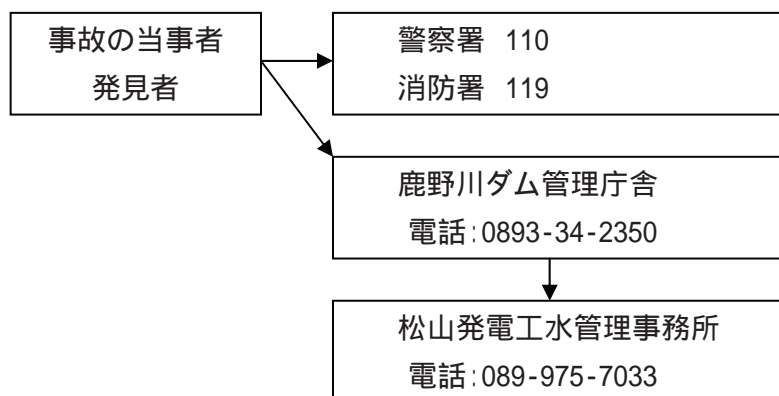 事故の当事者
発見者
警察署 110
消防署 119
鹿野川ダム管理庁舎
電話:0893-34-2350
松山発電工水管理事務所
電話:089-975-7033